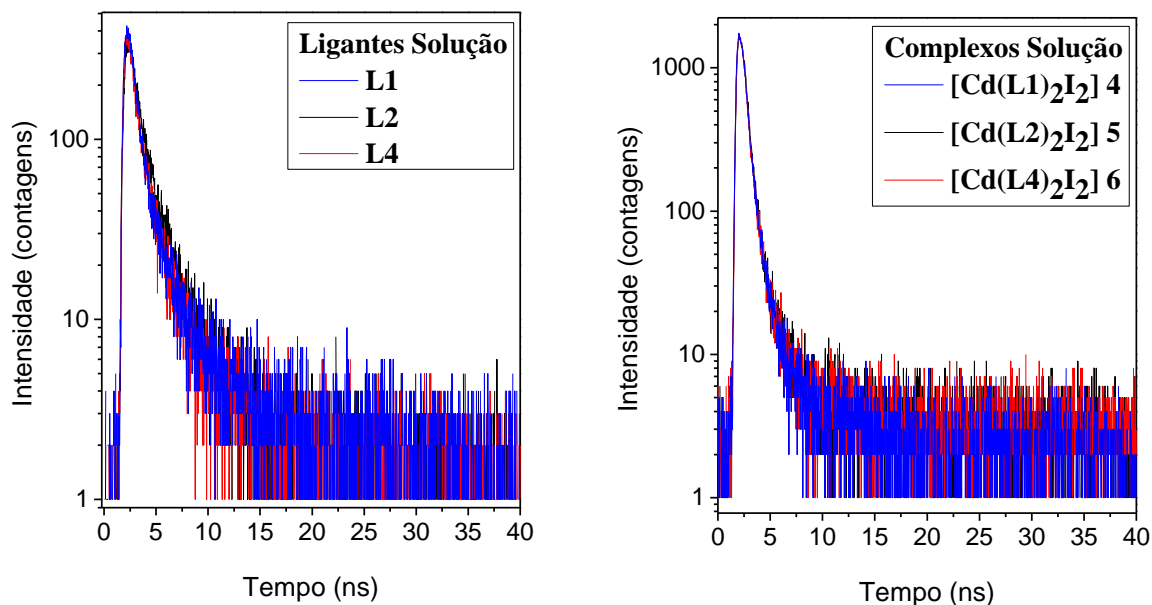 Ligantes Solução
L1
L2
L4
100
10
1
0 5 10 15 20 25 30 35 40
Intensidade (contagens)
Tempo (ns)
Complexos Solução
[Cd(L1)2I2] 4
[Cd(L2)2I2] 5
[Cd(L4)2I2] 6
1000
100
10
1
0 5 10 15 20 25 30 35 40
Intensidade (contagens)
Tempo (ns)